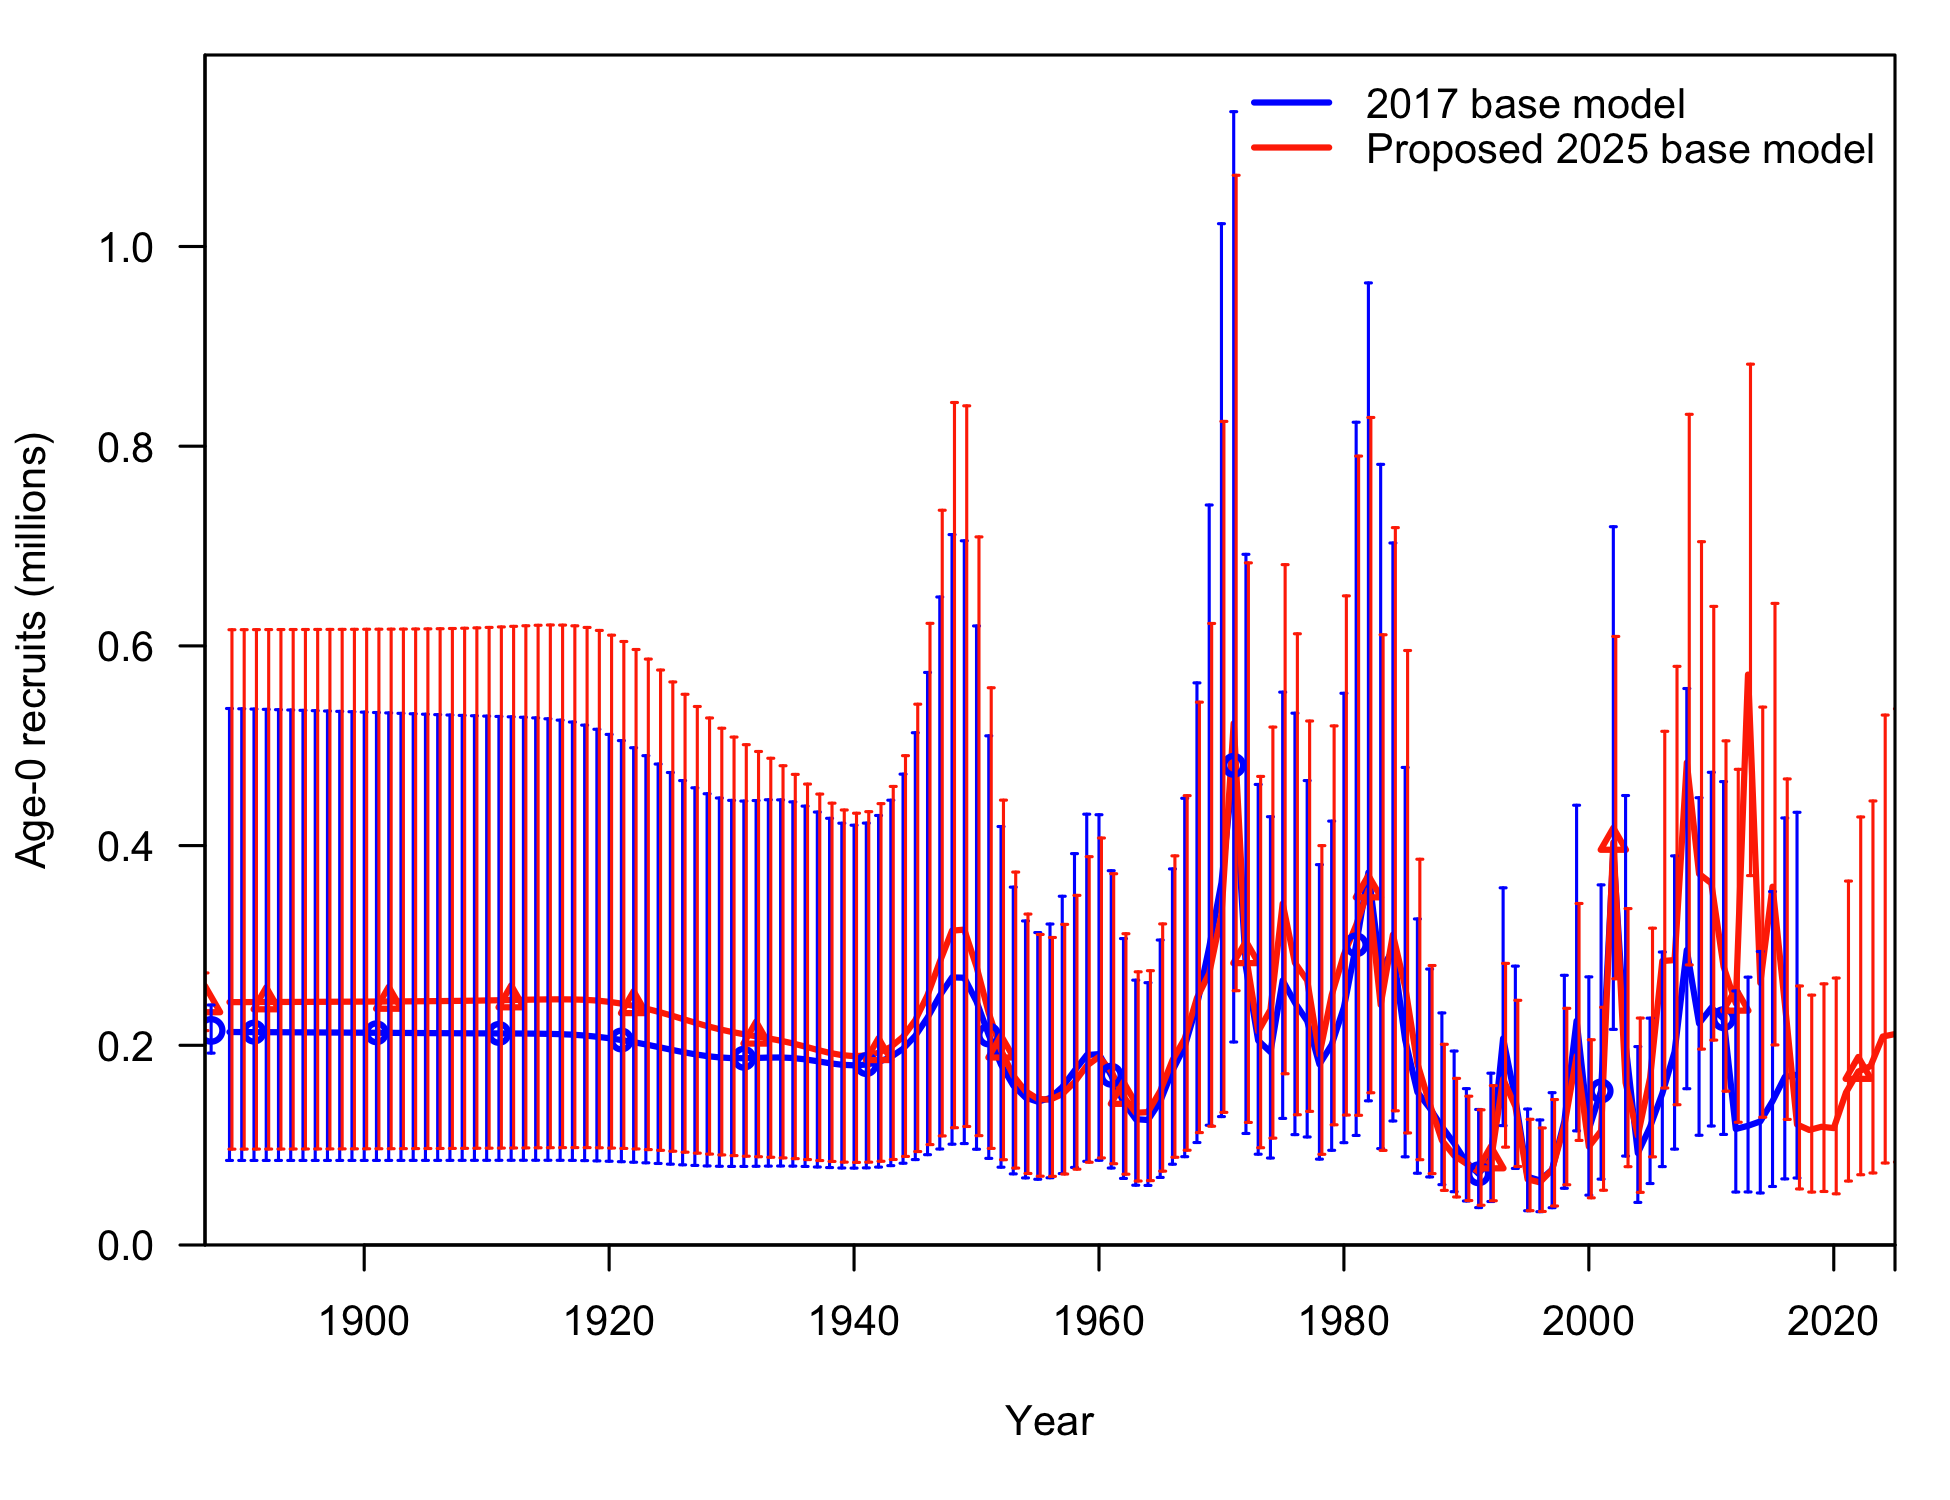 2017 base model
Proposed 2025 base model
Age-0 recruits (millions)
1.0
0.8
0.6
0.4
0.2
0.0
1900 1920 1940 1960 1980 2000 2020
Year